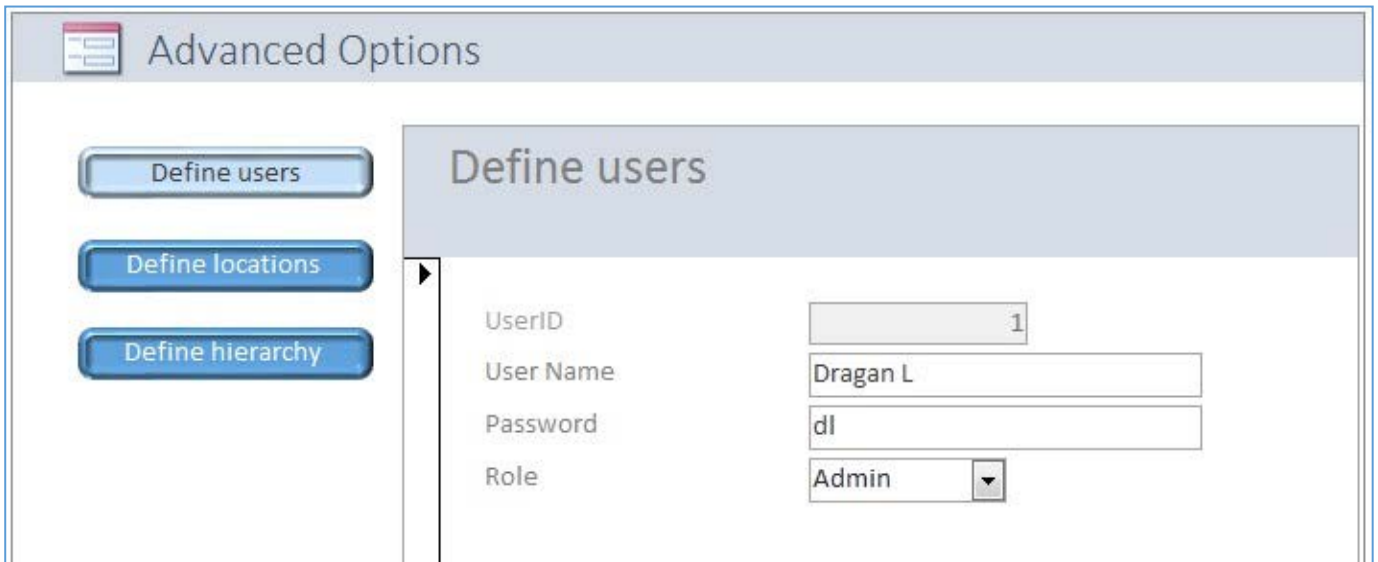 Advanced Options
Define users
Define locations
Define hierarchy
Define users
UserID 1
User Name Dragan L
Password dl
Role Admin